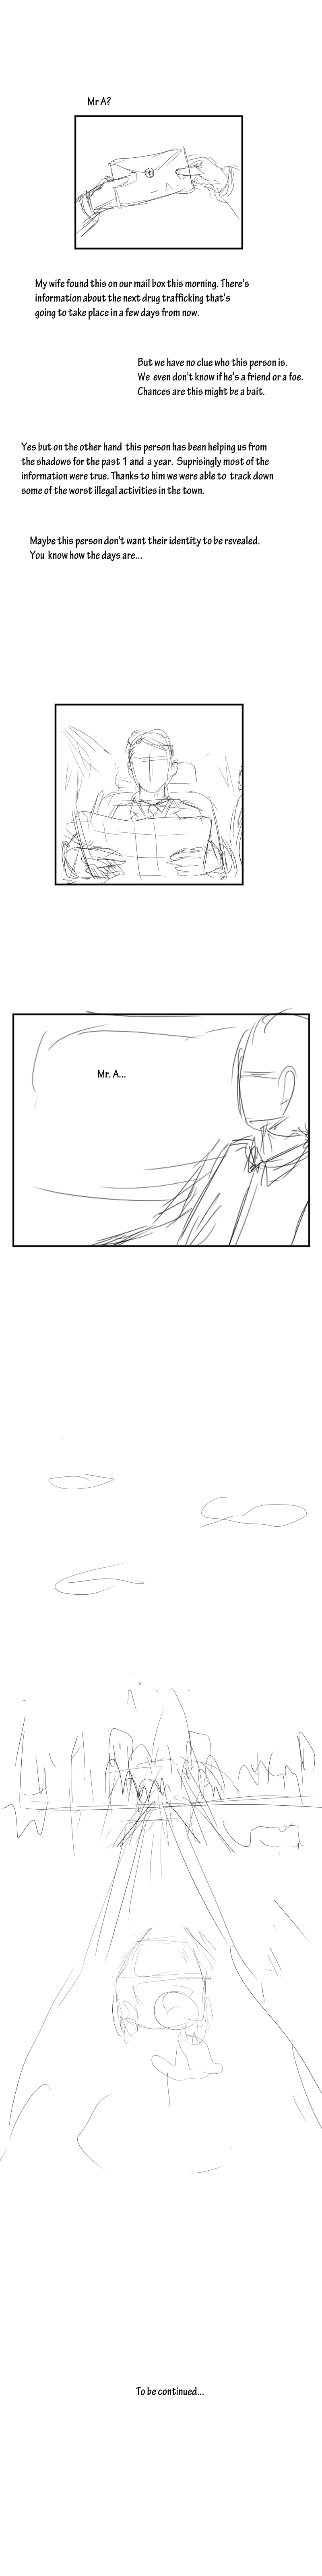 Mr A?
My wife found this on our mail box this morning. There's
information about the next drug trafficking that's
going to take place in a few days from now.
But we have no clue who this person is.
We even don't know if he's a friend or a foe.
Chances are this might be a bait.
Yes but on the other hand this person has been helping us from
the shadows for the past 1 and a year. Suprisingly most of the
information were true. Thanks to him we were able to track down
some of the worst illegal activities in the town.
Maybe this person don't want their identity to be revealed.
You know how the days are...
Mr. A...
To be continued...